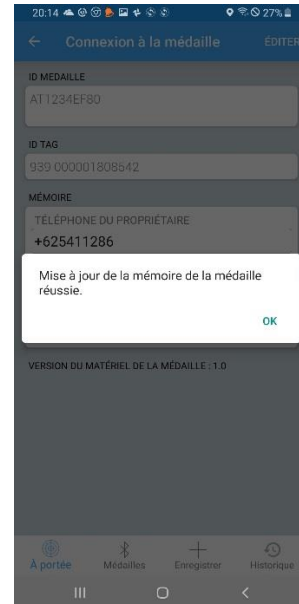 20:14 27%
Connexion à la médaille ÉDITER
ID MEDAILLE
AT1234EF80
ID TAG
939 000001808542
MÉMOIRE
TÉLÉPHONE DU PROPRIÉTAIRE
+625411286
Mise à jour de la mémoire de la médaille
réussie.
OK
VERSION DU MATÉRIEL DE LA MÉDAILLE : 1.0
À portée Médailles Enregistrer Historique